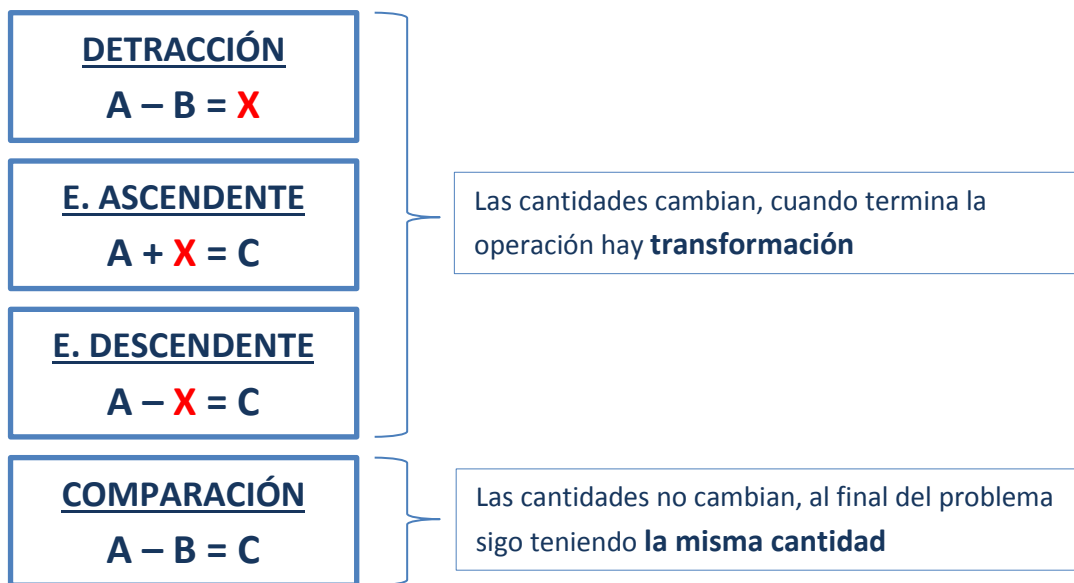 DETRACCIÓN
A – B = X
E. ASCENDENTE
A + X = C
E. DESCENDENTE
A – X = C
Las cantidades cambian, cuando termina la
operación hay transformación
COMPARACIÓN
A – B = C
Las cantidades no cambian, al final del problema
sigo teniendo la misma cantidad